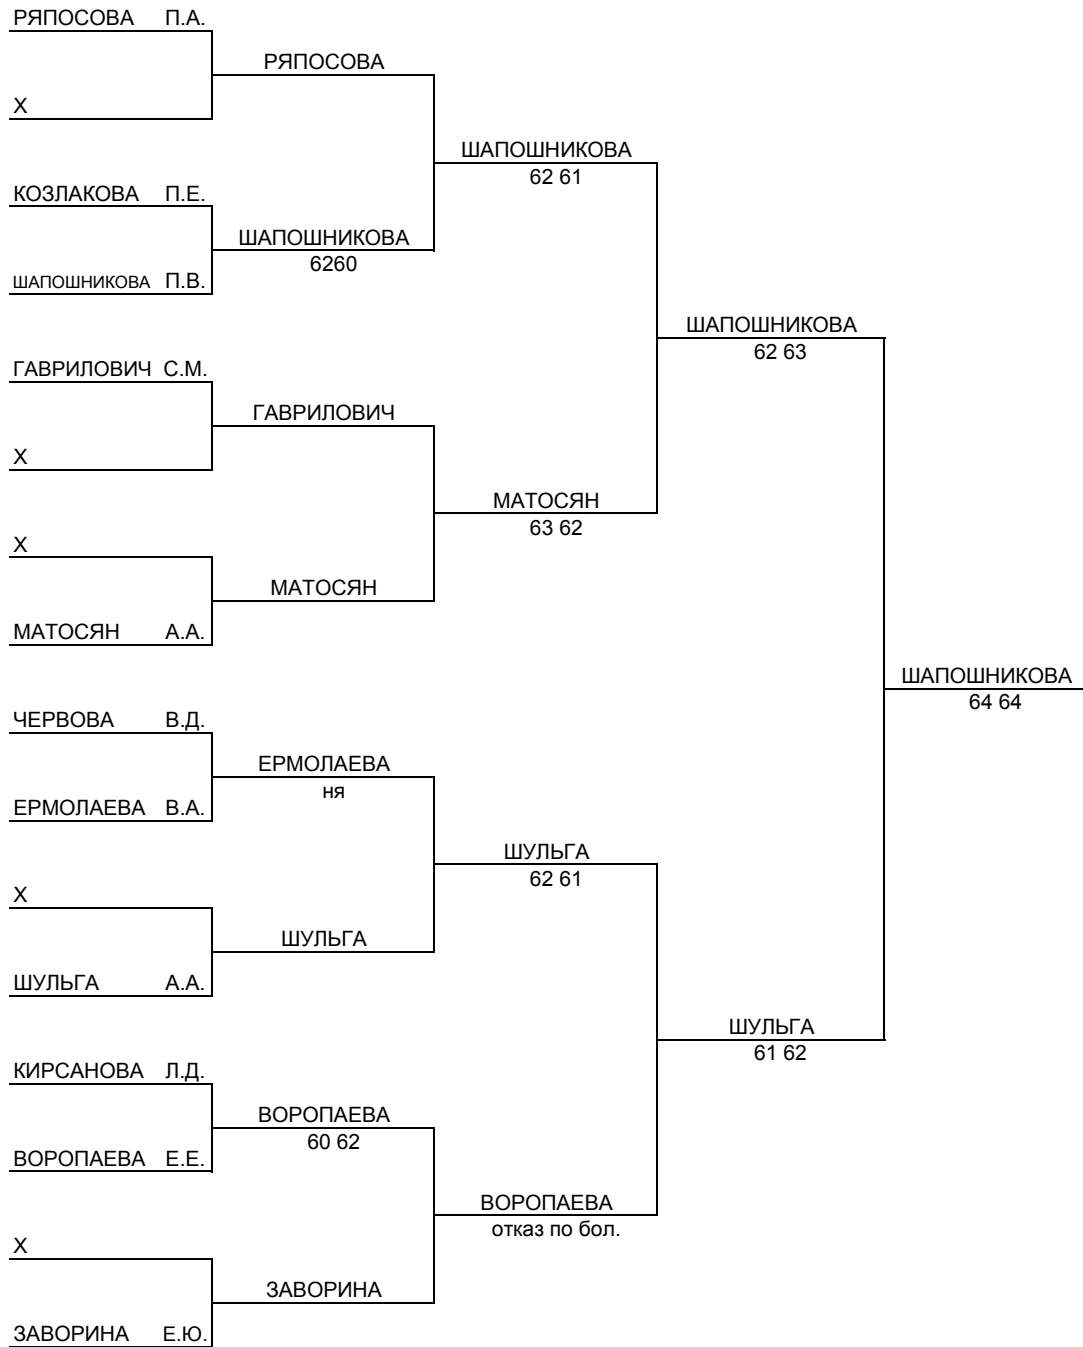 РЯПОСОВА П.А.
РЯПОСОВА
Х
ШАПОШНИКОВА
62 61
КОЗЛАКОВА П.Е.
ШАПОШНИКОВА
6260
ШАПОШНИКОВА П.В.
ШАПОШНИКОВА
62 63
ГАВРИЛОВИЧ С.М.
ГАВРИЛОВИЧ
Х
МАТОСЯН
63 62
Х
МАТОСЯН
МАТОСЯН А.А.
ШАПОШНИКОВА
64 64
ЧЕРВОВА В.Д.
ЕРМОЛАЕВА
ня
ЕРМОЛАЕВА В.А.
ШУЛЬГА
62 61
Х
ШУЛЬГА
ШУЛЬГА А.А.
ШУЛЬГА
61 62
КИРСАНОВА Л.Д.
ВОРОПАЕВА
60 62
ВОРОПАЕВА Е.Е.
ВОРОПАЕВА
отказ по бол.
Х
ЗАВОРИНА
ЗАВОРИНА Е.Ю.